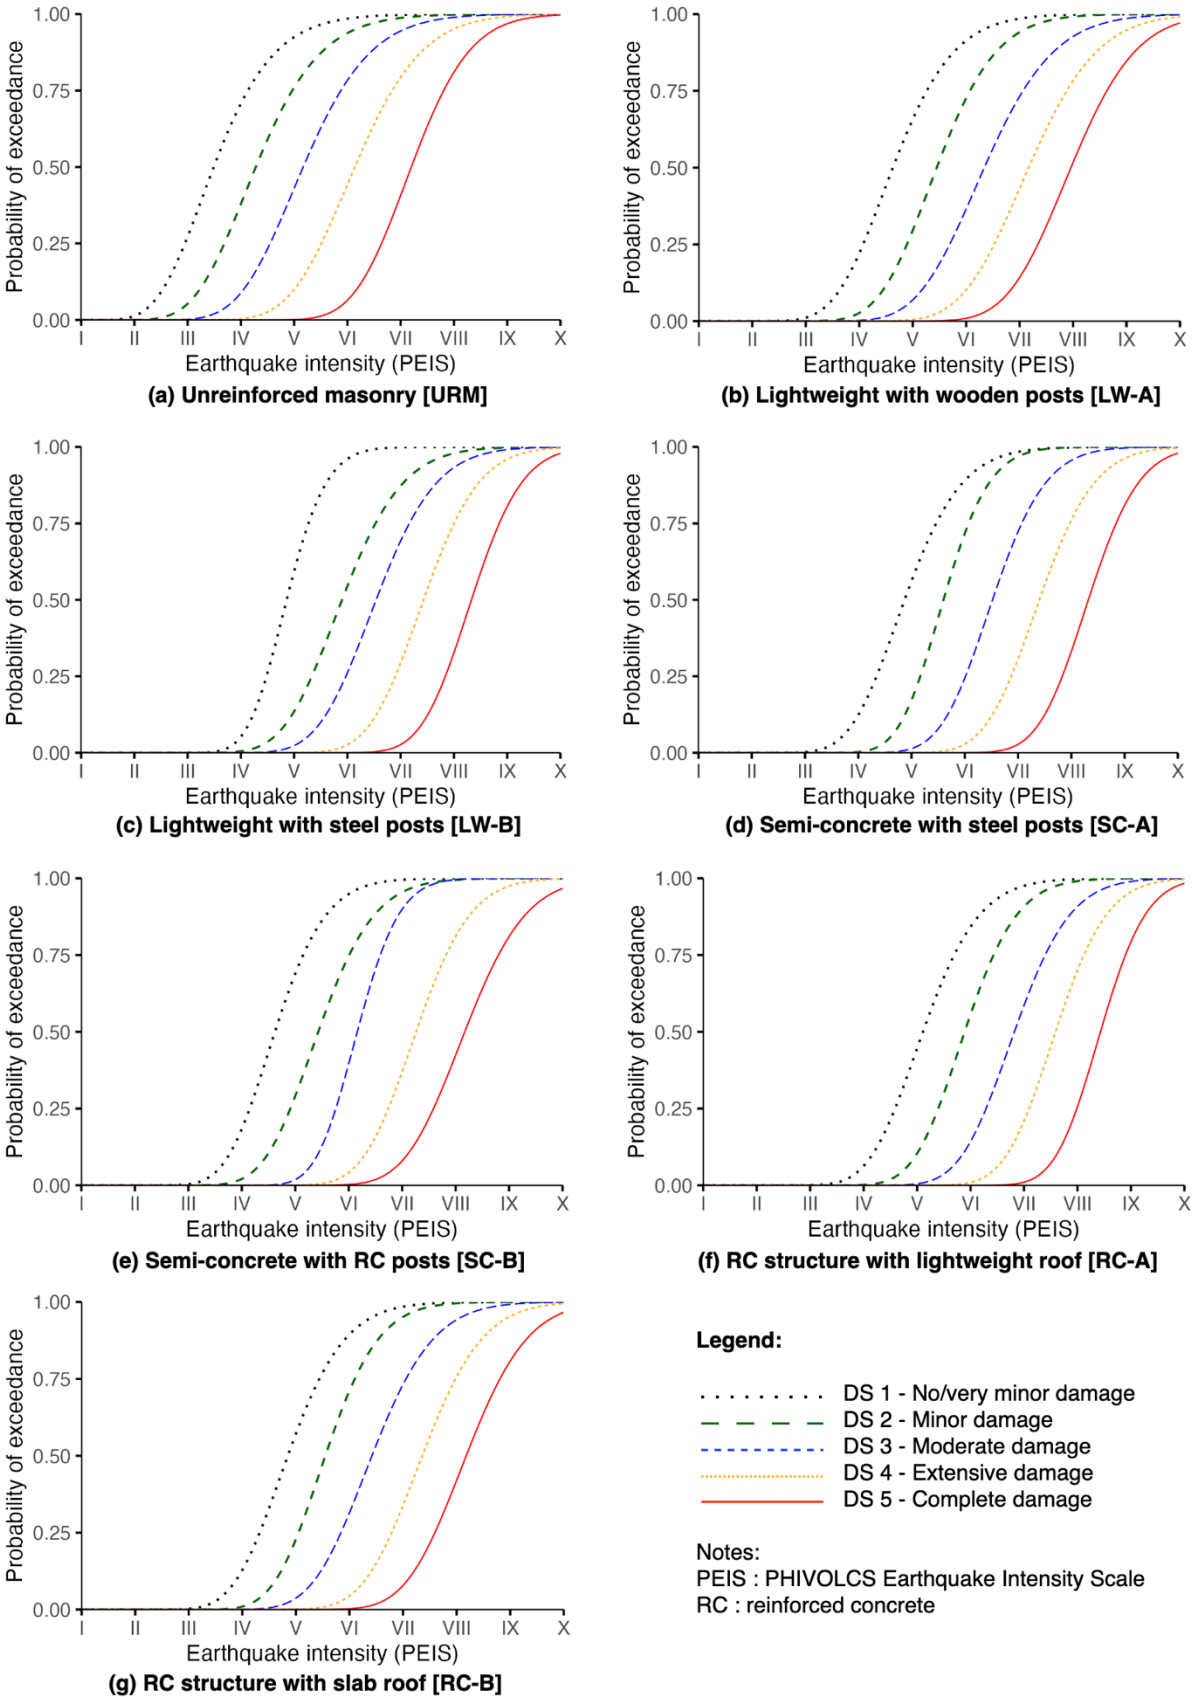 1.00
0.75
0.50
0.25
0.00
Probability of exceedance
I II III IV V VI VII VIII IX X
Earthquake intensity (PEIS)
(a) Unreinforced masonry [URM]
1.00
0.75
0.50
0.25
0.00
Probability of exceedance
I II III IV V VI VII VIII IX X
Earthquake intensity (PEIS)
(b) Lightweight with wooden posts [LW-A]
1.00
0.75
0.50
0.25
0.00
Probability of exceedance
I II III IV V VI VII VIII IX X
Earthquake intensity (PEIS)
(c) Lightweight with steel posts [LW-B]
1.00
0.75
0.50
0.25
0.00
Probability of exceedance
I II III IV V VI VII VIII IX X
Earthquake intensity (PEIS)
(d) Semi-concrete with steel posts [SC-A]
1.00
0.75
0.50
0.25
0.00
Probability of exceedance
I II III IV V VI VII VIII IX X
Earthquake intensity (PEIS)
(e) Semi-concrete with RC posts [SC-B]
1.00
0.75
0.50
0.25
0.00
Probability of exceedance
I II III IV V VI VII VIII IX X
Earthquake intensity (PEIS)
(f) RC structure with lightweight roof [RC-A]
1.00
0.75
0.50
0.25
0.00
Probability of exceedance
I II III IV V VI VII VIII IX X
Earthquake intensity (PEIS)
(g) RC structure with slab roof [RC-B]
Legend:
DS 1 - No/very minor damage
DS 2 - Minor damage
DS 3 - Moderate damage
DS 4 - Extensive damage
DS 5 - Complete damage
Notes:
PEIS : PHIVOLCS Earthquake Intensity Scale
RC : reinforced concrete